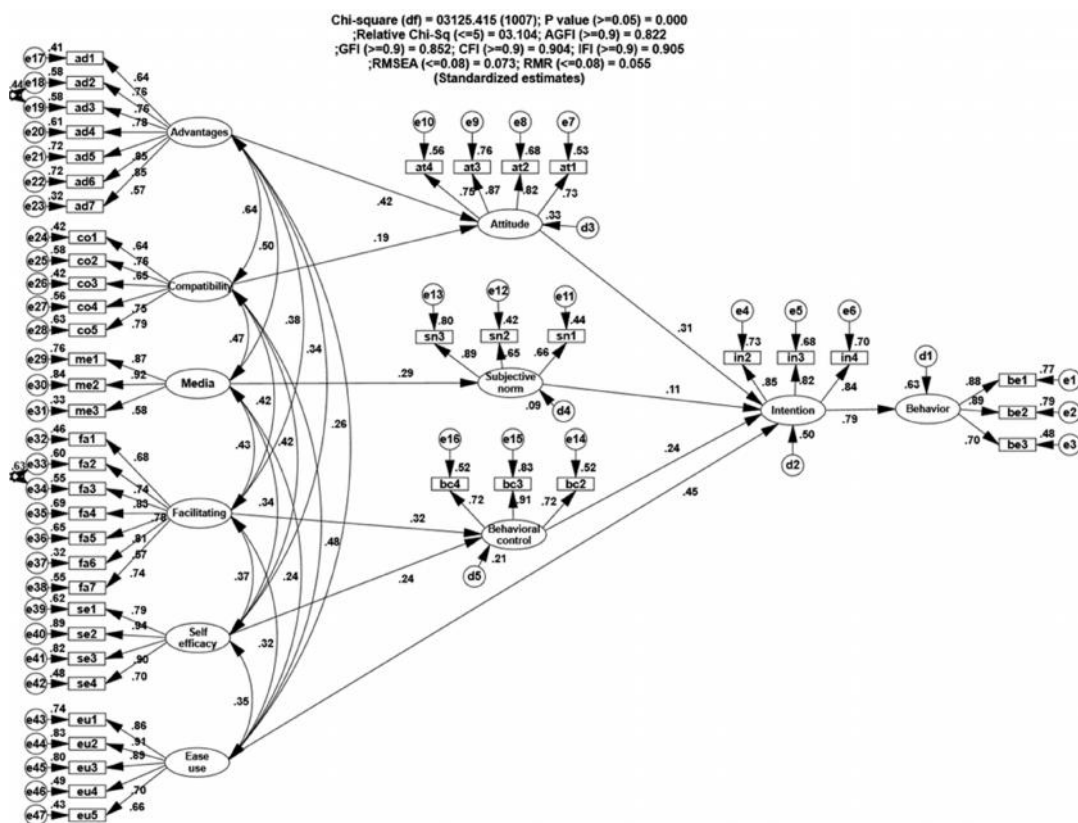 Chi-square (df) = 03125.415 (1007); P value (>=0.05) = 0.000
;Relative Chi-Sq (<=5) = 03.104; AGFI (>=0.9) = 0.822
;GFI (>=0.9) = 0.852; CFI (>=0.9) = 0.904; IFI (>=0.9) = 0.905
;RMSEA (<=0.08) = 0.073; RMR (<=0.08) = 0.055
(Standardized estimates)
e17 .41 ad1 .64
.44 e18 .58 ad2 .76
e19 .58 ad3 .76
e20 .61 ad4 .78
e21 .72 ad5 .85
e22 .72 ad6 .85
e23 .32 ad7 .57
Advantages
e24 .42 co1 .64
e25 .58 co2 .76
e26 .42 co3 .65
e27 .56 co4 .75
e28 .63 co5 .79
Compatibility
e29 .76 me1 .87
e30 .84 me2 .92
e31 .33 me3 .58
Media
e32 .46 fa1 .68
.63 e33 .60 fa2 .74
e34 .55 fa3 .83
e35 .69 fa4 .78
e36 .65 fa5 .81
e37 .32 fa6 .57
e38 .55 fa7 .74
Facilitating
e39 .62 se1 .79
e40 .89 se2 .94
e41 .82 se3 .90
e42 .48 se4 .70
Self
efficacy
e43 .74 eu1 .86
e44 .83 eu2 .91
e45 .80 eu3 .89
e46 .49 eu4 .70
e47 .43 eu5 .66
Ease
use
.64
.50
.38
.34
.47
.26
.42
.42
.43
.34
.48
.37
.24
.32
.35
e10 e9 e8 e7
.56 .76 .68 .53
at4 at3 at2 at1
.75 .87 .82 .73
.42
.19
.33
Attitude
d3
e13 e12 e11
.80 .42 .44
sn3 sn2 sn1
.89 .65 .66
.29
Subjective
norm
.09 d4
e16 e15 e14
.52 .83 .52
bc4 bc3 bc2
.72 .91 .72
.32
Behavioral
control
.24
.21
d5
.31
.11
.24
.45
e4 e5 e6
.73 .68 .70
in2 in3 in4
.85 .82 .84
Intention
.50
d2
.79
d1
.63
Behavior
.88 be1 .77 e1
.89 be2 .79 e2
.70 be3 .48 e3